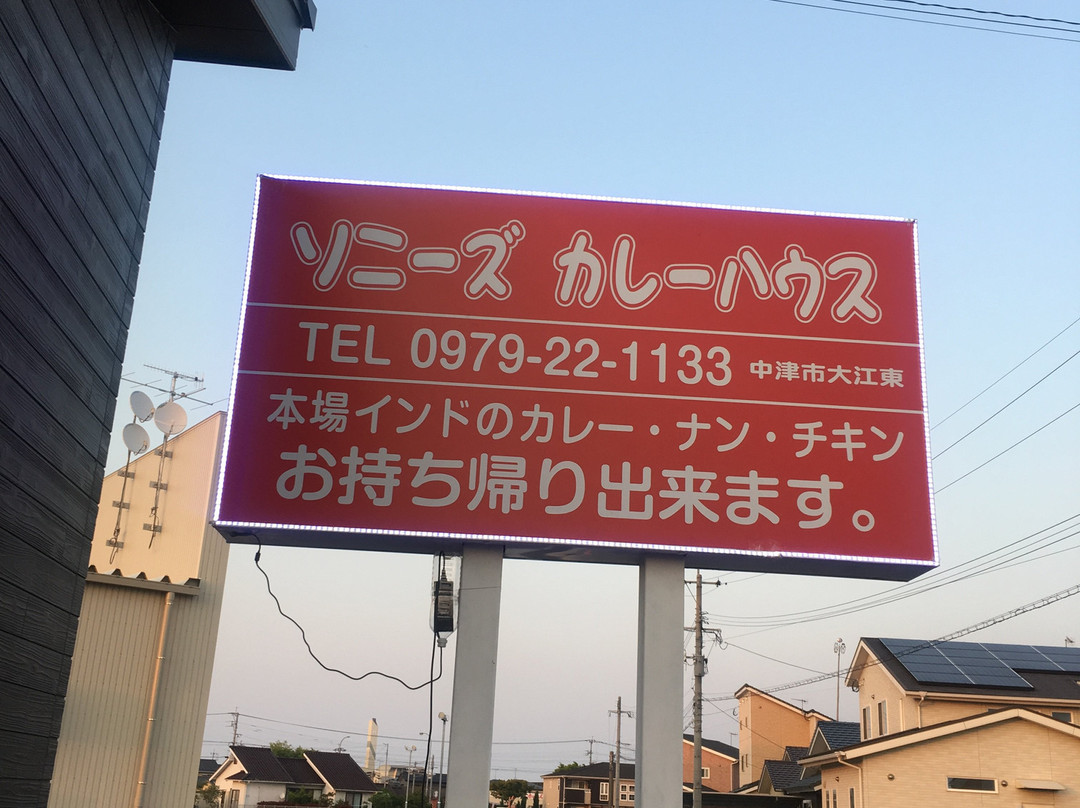 ソニーズ カレーハウス
TEL 0979-22-1133 中津市大江東
本場インドのカレー・ナン・チキン
お持ち帰り出来ます。